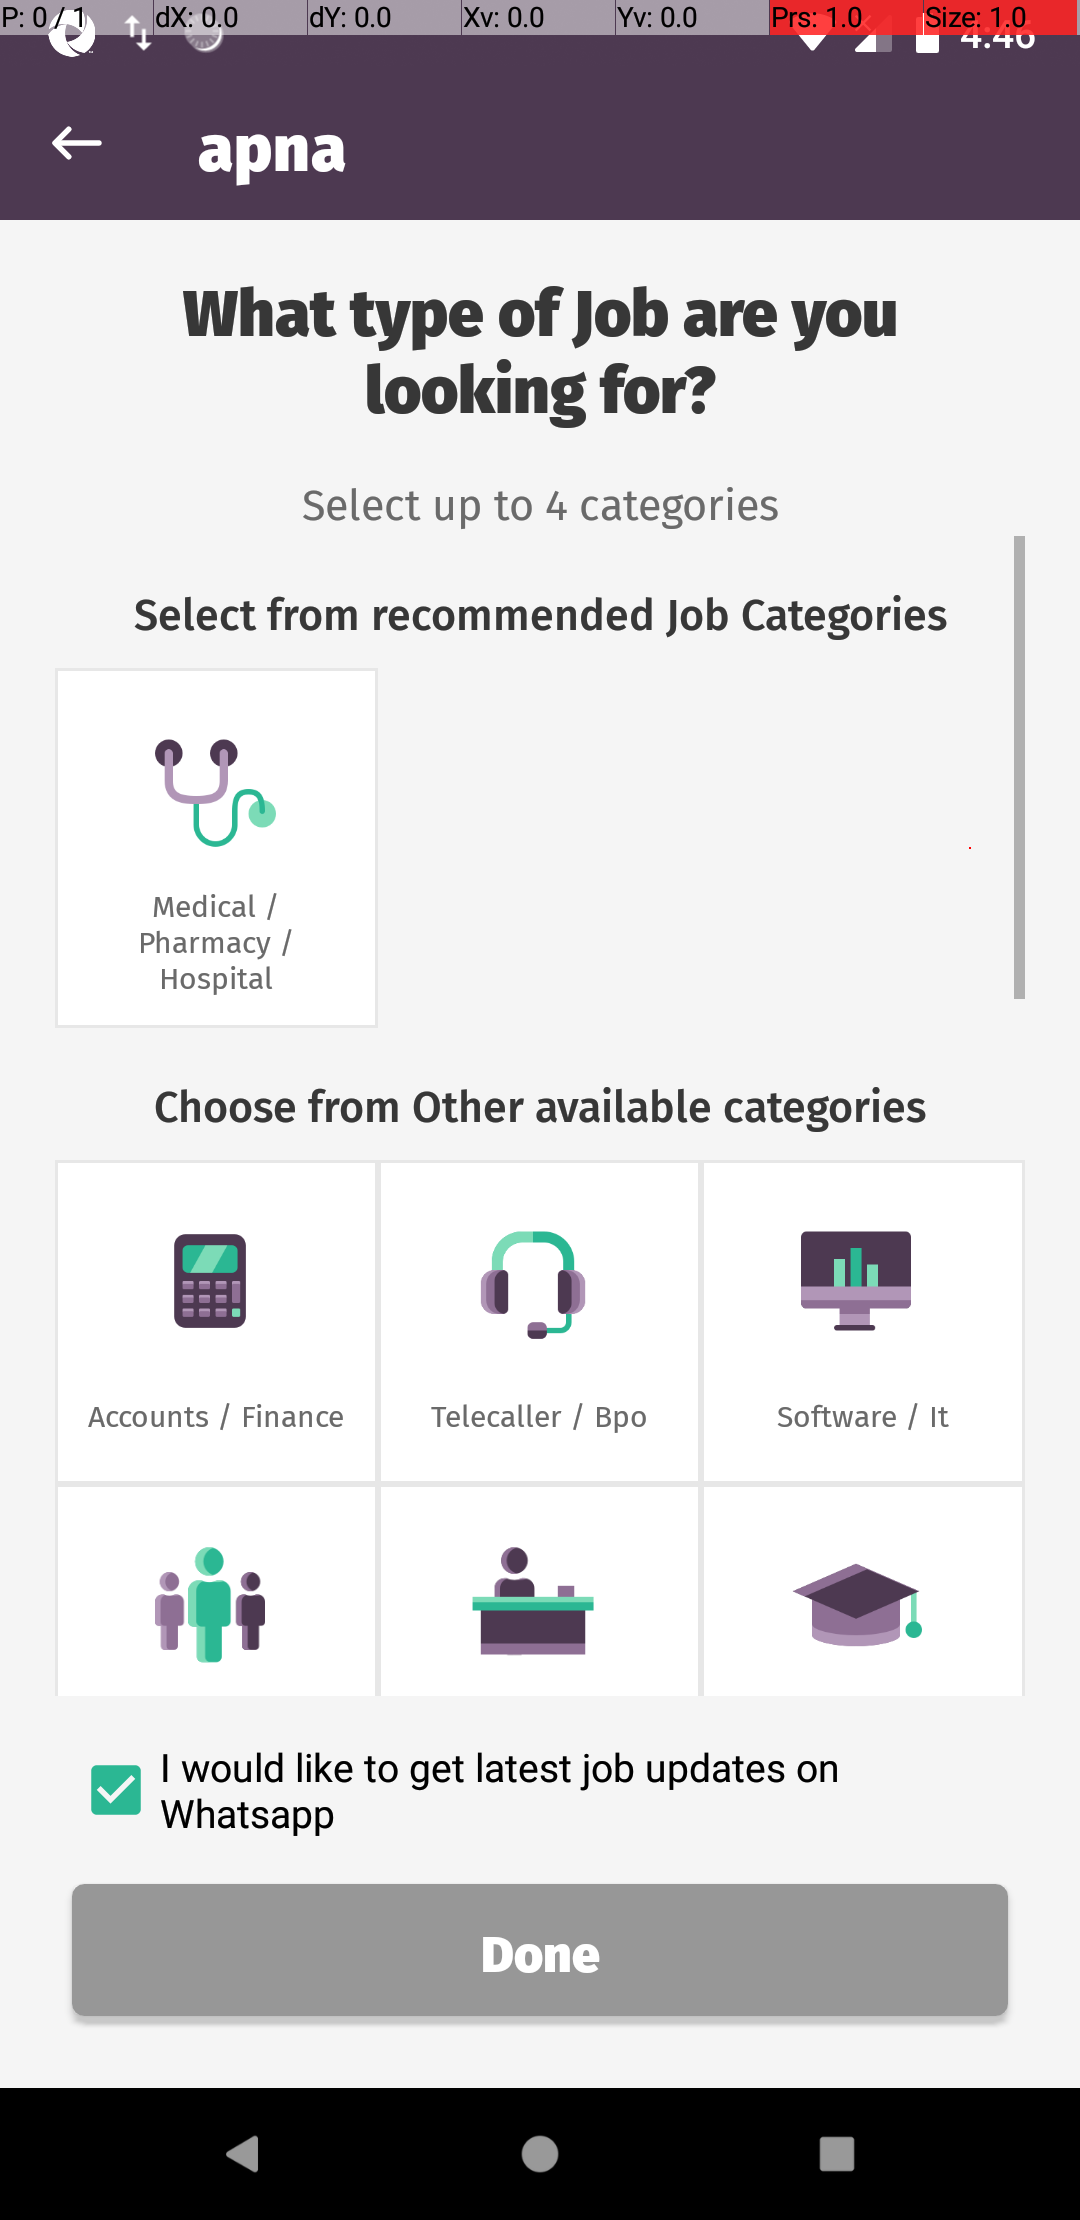 P: 0 / 1 dX: 0.0 dY: 0.0 Xv: 0.0 Yv: 0.0 Prs: 1.0 Size: 1.0
4:46
apna
What type of Job are you
looking for?
Select up to 4 categories
Select from recommended Job Categories
Medical /
Pharmacy /
Hospital
Choose from Other available categories
Accounts / Finance
Telecaller / Bpo
Software / It
I would like to get latest job updates on
Whatsapp
Done